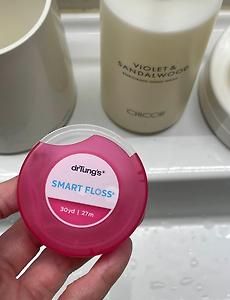 VIOLET &
SANDALWOOD
drTung's®
SMART FLOSS®
30yd | 27m